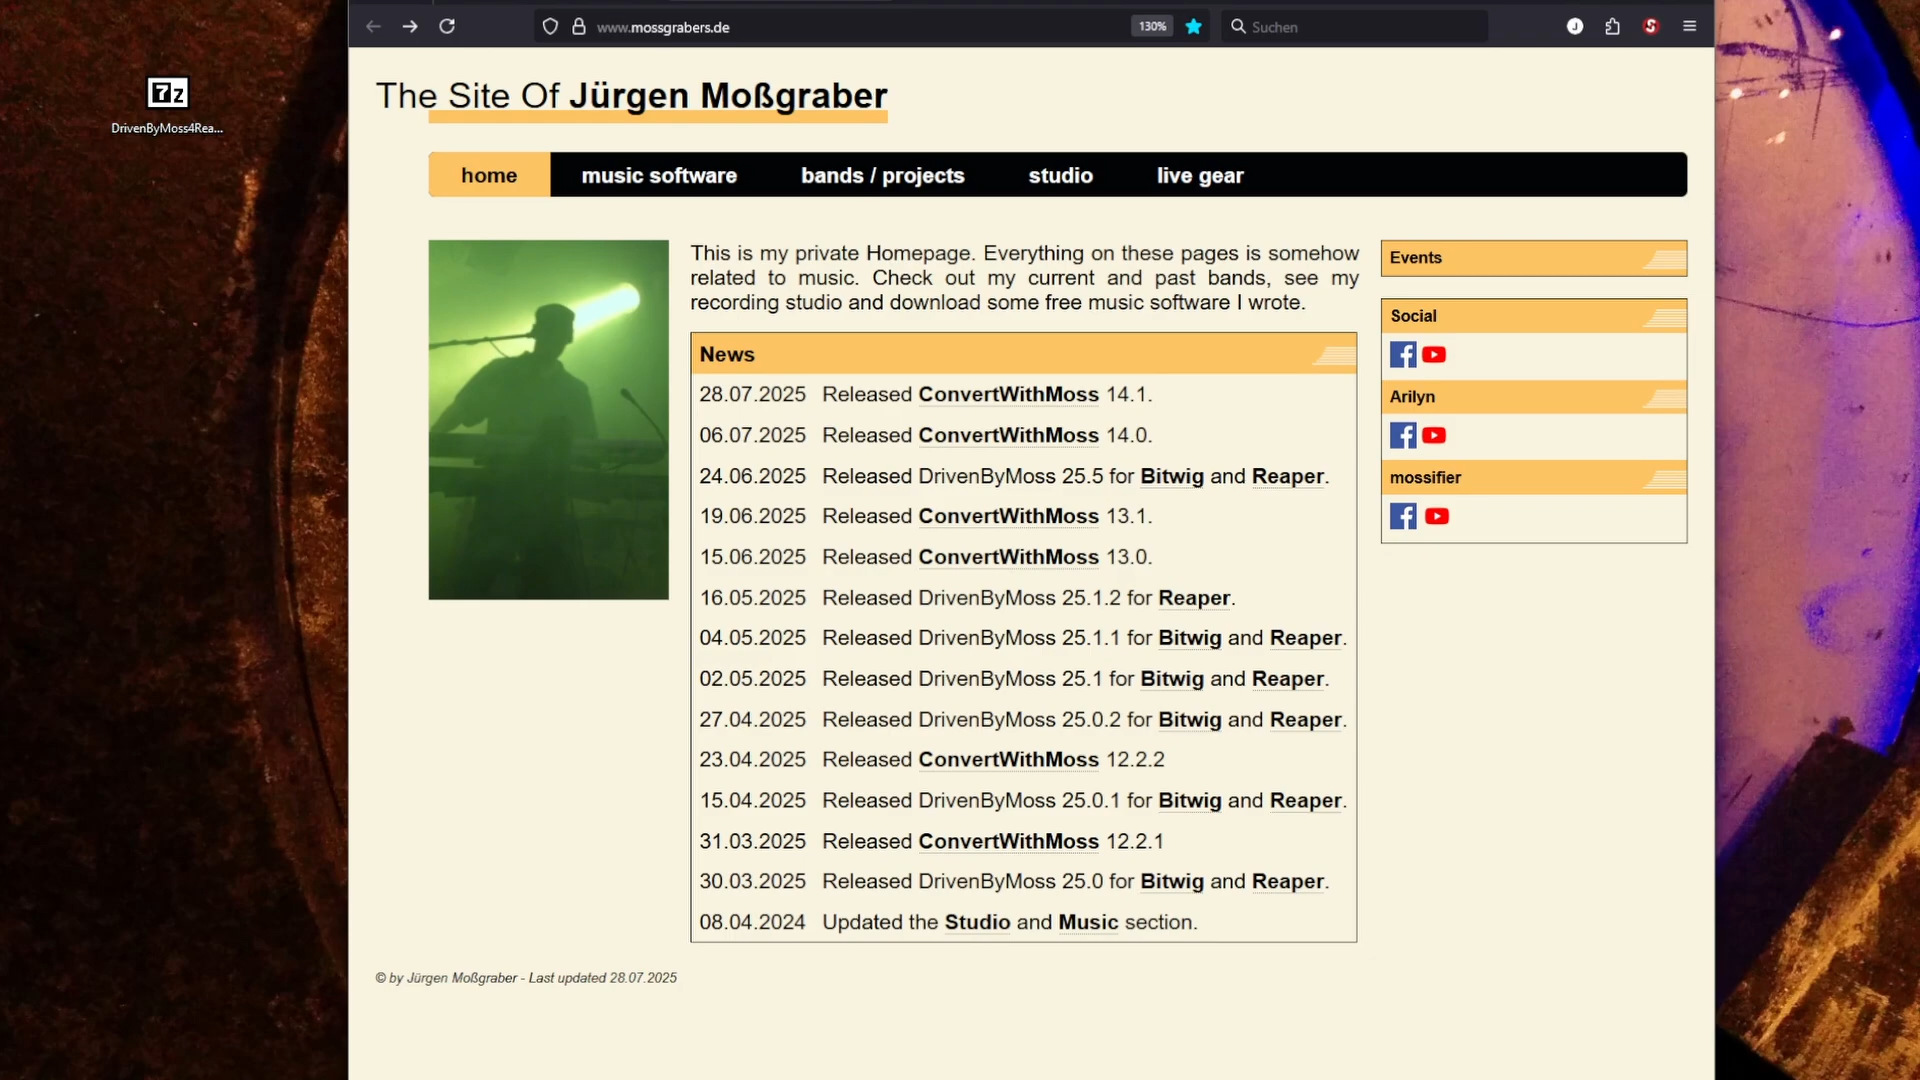 www.mossgrabers.de
130%
Suchen
7z
DrivenByMoss4Rea...
The Site Of Jürgen Moßgraber
home
music software
bands / projects
studio
live gear
This is my private Homepage. Everything on these pages is somehow
related to music. Check out my current and past bands, see my
recording studio and download some free music software I wrote.
News
28.07.2025 Released ConvertWithMoss 14.1.
06.07.2025 Released ConvertWithMoss 14.0.
24.06.2025 Released DrivenByMoss 25.5 for Bitwig and Reaper.
19.06.2025 Released ConvertWithMoss 13.1.
15.06.2025 Released ConvertWithMoss 13.0.
16.05.2025 Released DrivenByMoss 25.1.2 for Reaper.
04.05.2025 Released DrivenByMoss 25.1.1 for Bitwig and Reaper.
02.05.2025 Released DrivenByMoss 25.1 for Bitwig and Reaper.
27.04.2025 Released DrivenByMoss 25.0.2 for Bitwig and Reaper.
23.04.2025 Released ConvertWithMoss 12.2.2
15.04.2025 Released DrivenByMoss 25.0.1 for Bitwig and Reaper.
31.03.2025 Released ConvertWithMoss 12.2.1
30.03.2025 Released DrivenByMoss 25.0 for Bitwig and Reaper.
08.04.2024 Updated the Studio and Music section.
Events
Social
Arilyn
mossifier
© by Jürgen Moßgraber - Last updated 28.07.2025